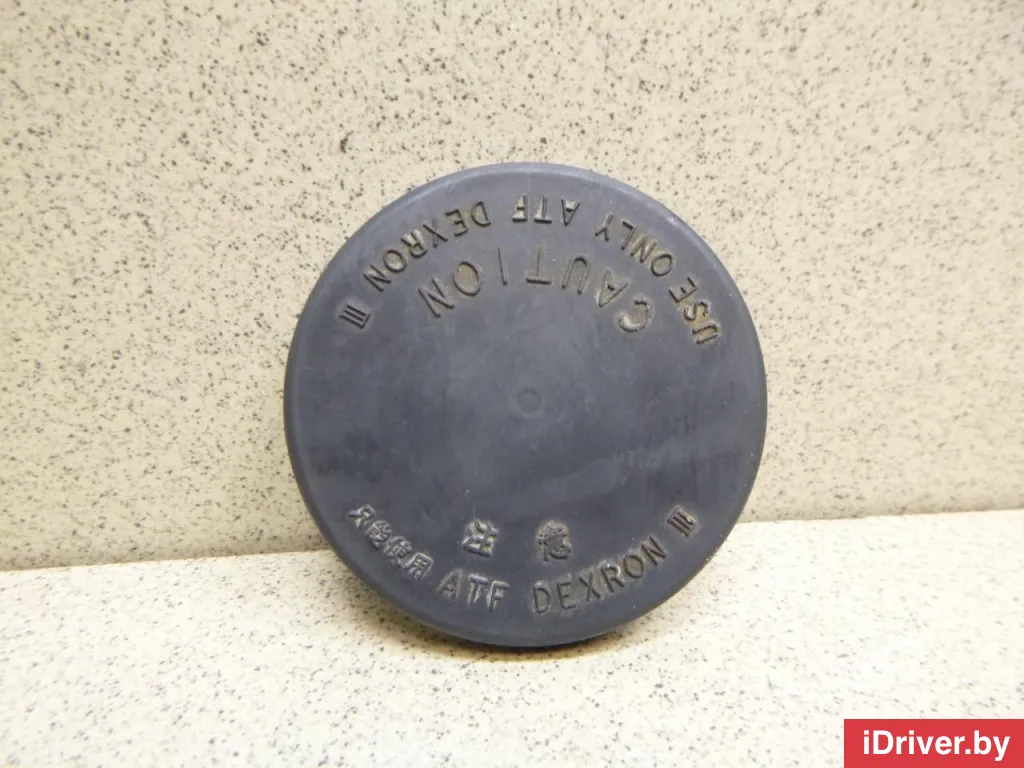 USE ONLY ATF DEXRON III
CAUTION
注意
只能使用 ATF DEXRON III
iDriver.by